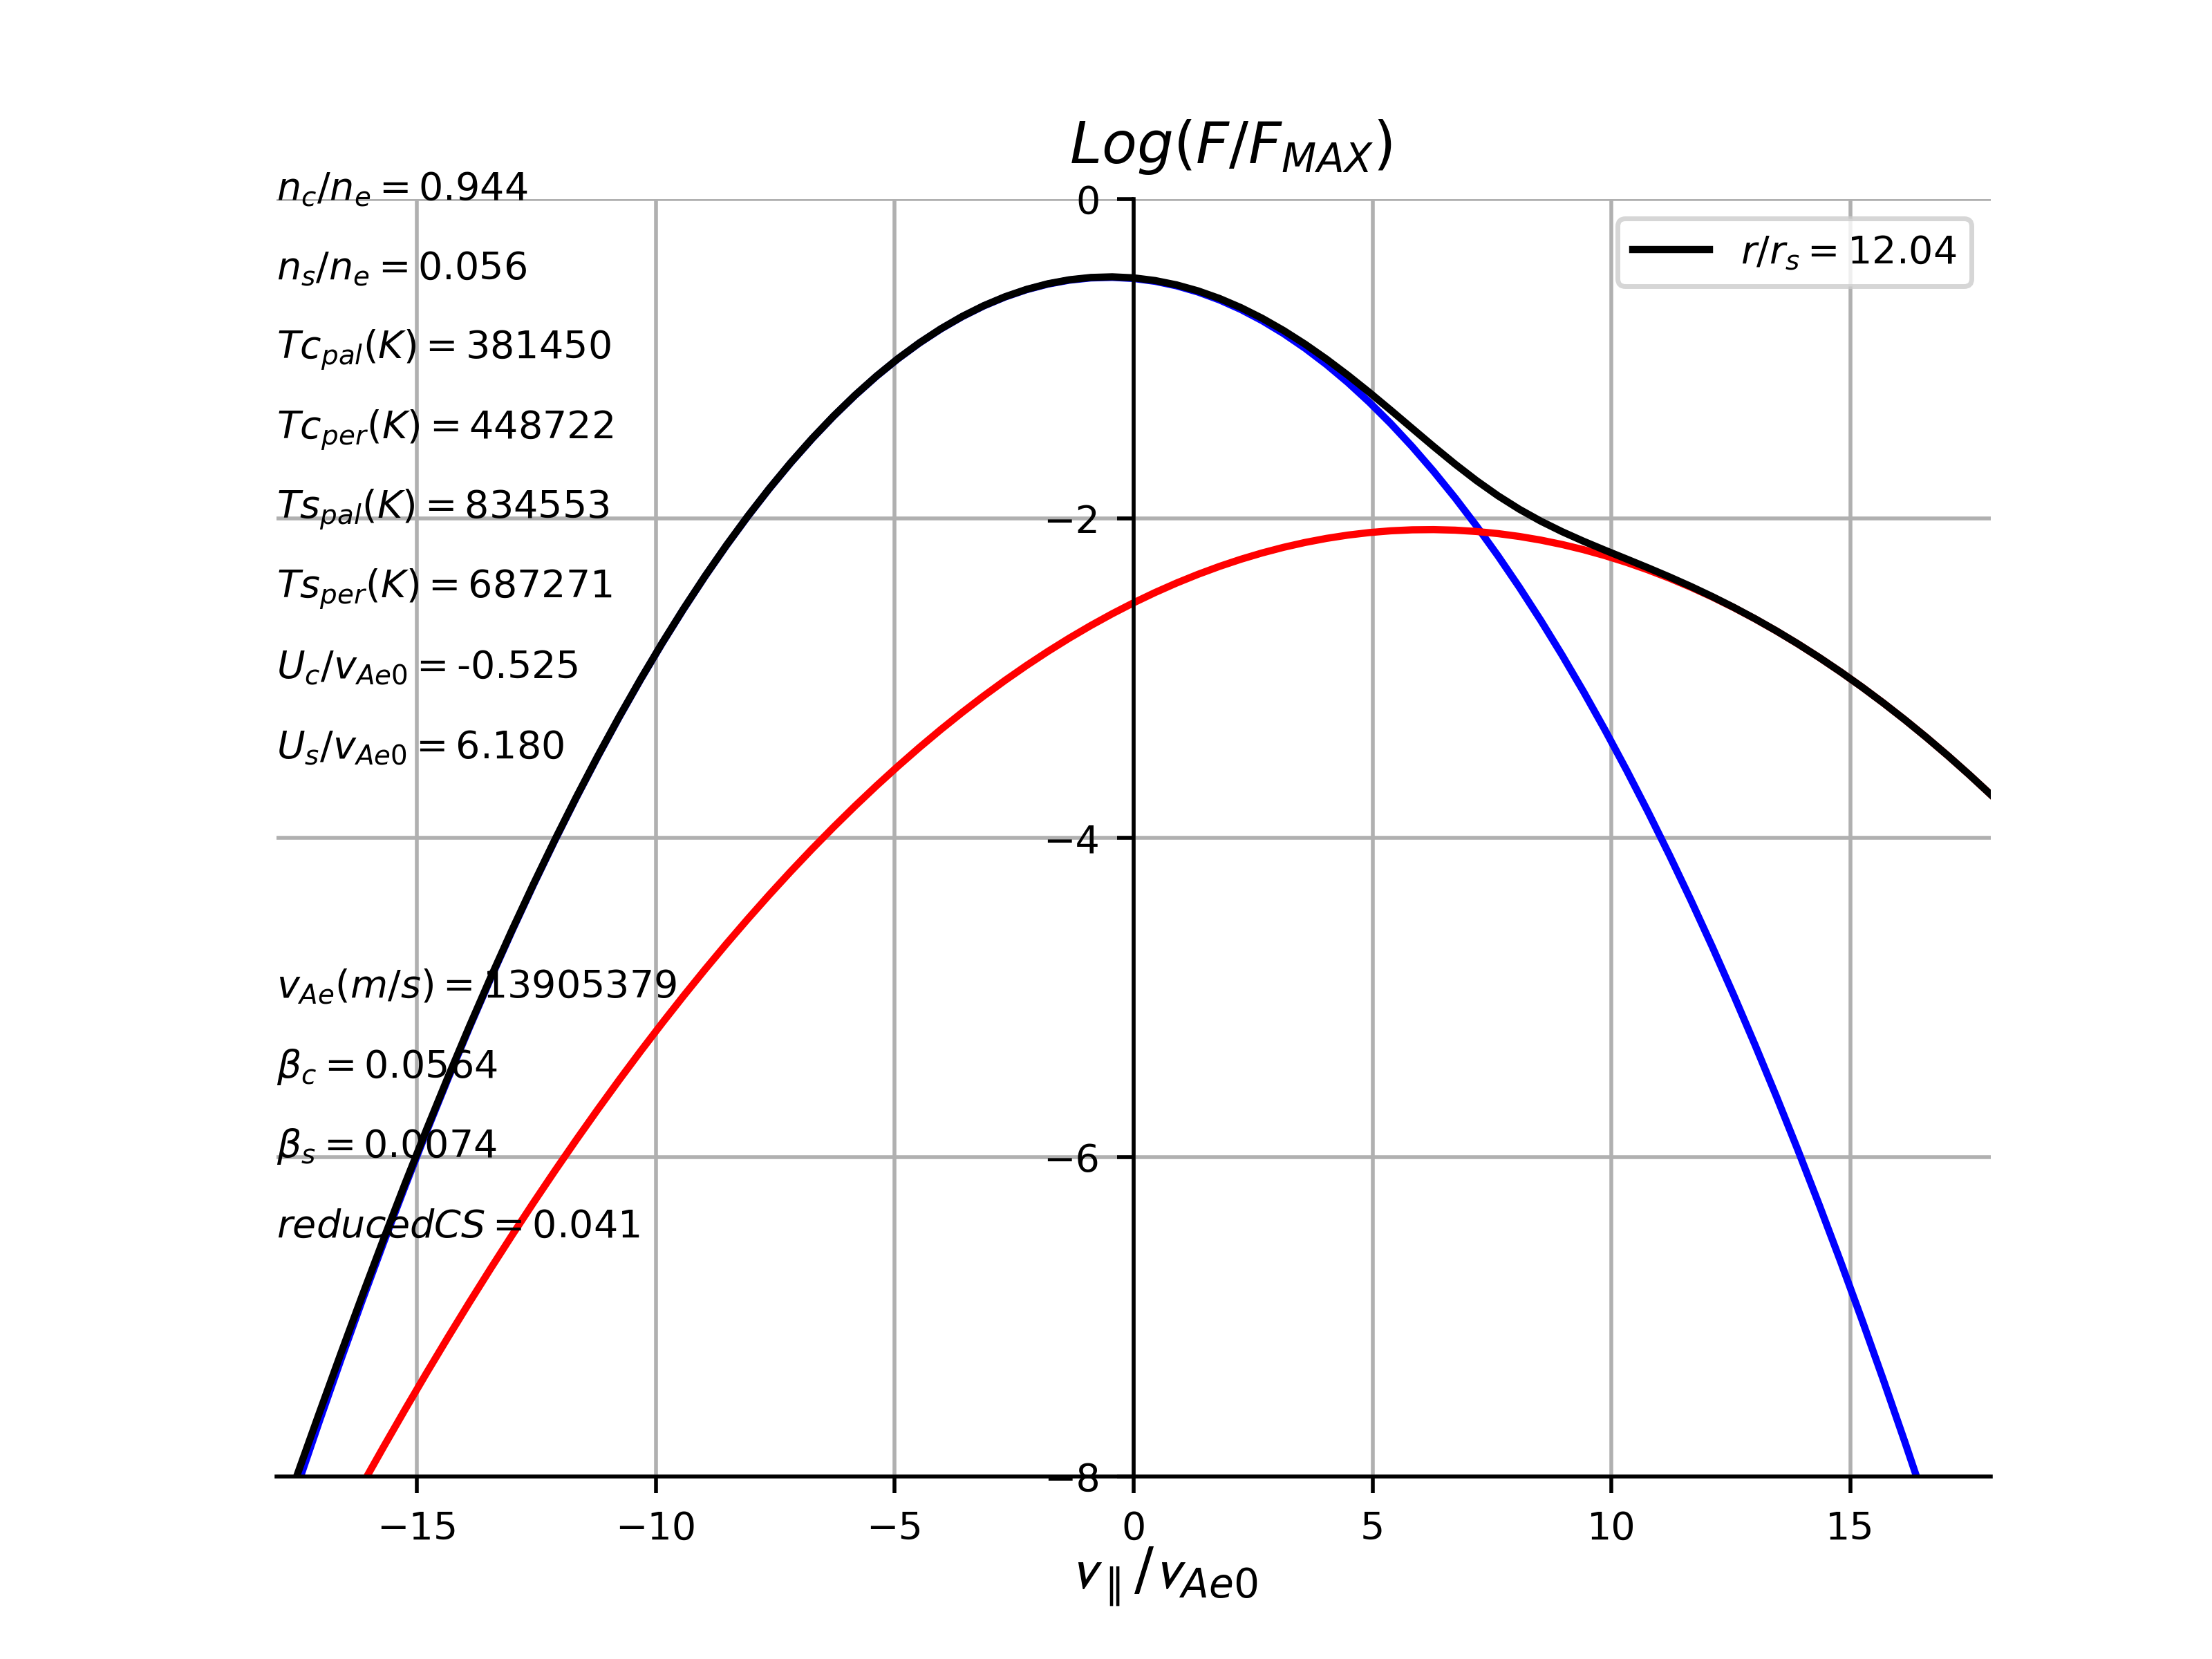 Log(F/F_MAX)
n_c/n_e = 0.944
n_s/n_e = 0.056
Tc_pal(K) = 381450
Tc_per(K) = 448722
Ts_pal(K) = 834553
Ts_per(K) = 687271
U_c/v_Ae0 = -0.525
U_s/v_Ae0 = 6.180
v_Ae(m/s) = 13905379
β_c = 0.0564
β_s = 0.0074
reducedCS = 0.041
r/r_s = 12.04
0
−2
−4
−6
−8
−15 −10 −5 0 5 10 15
v_∥/v_Ae0